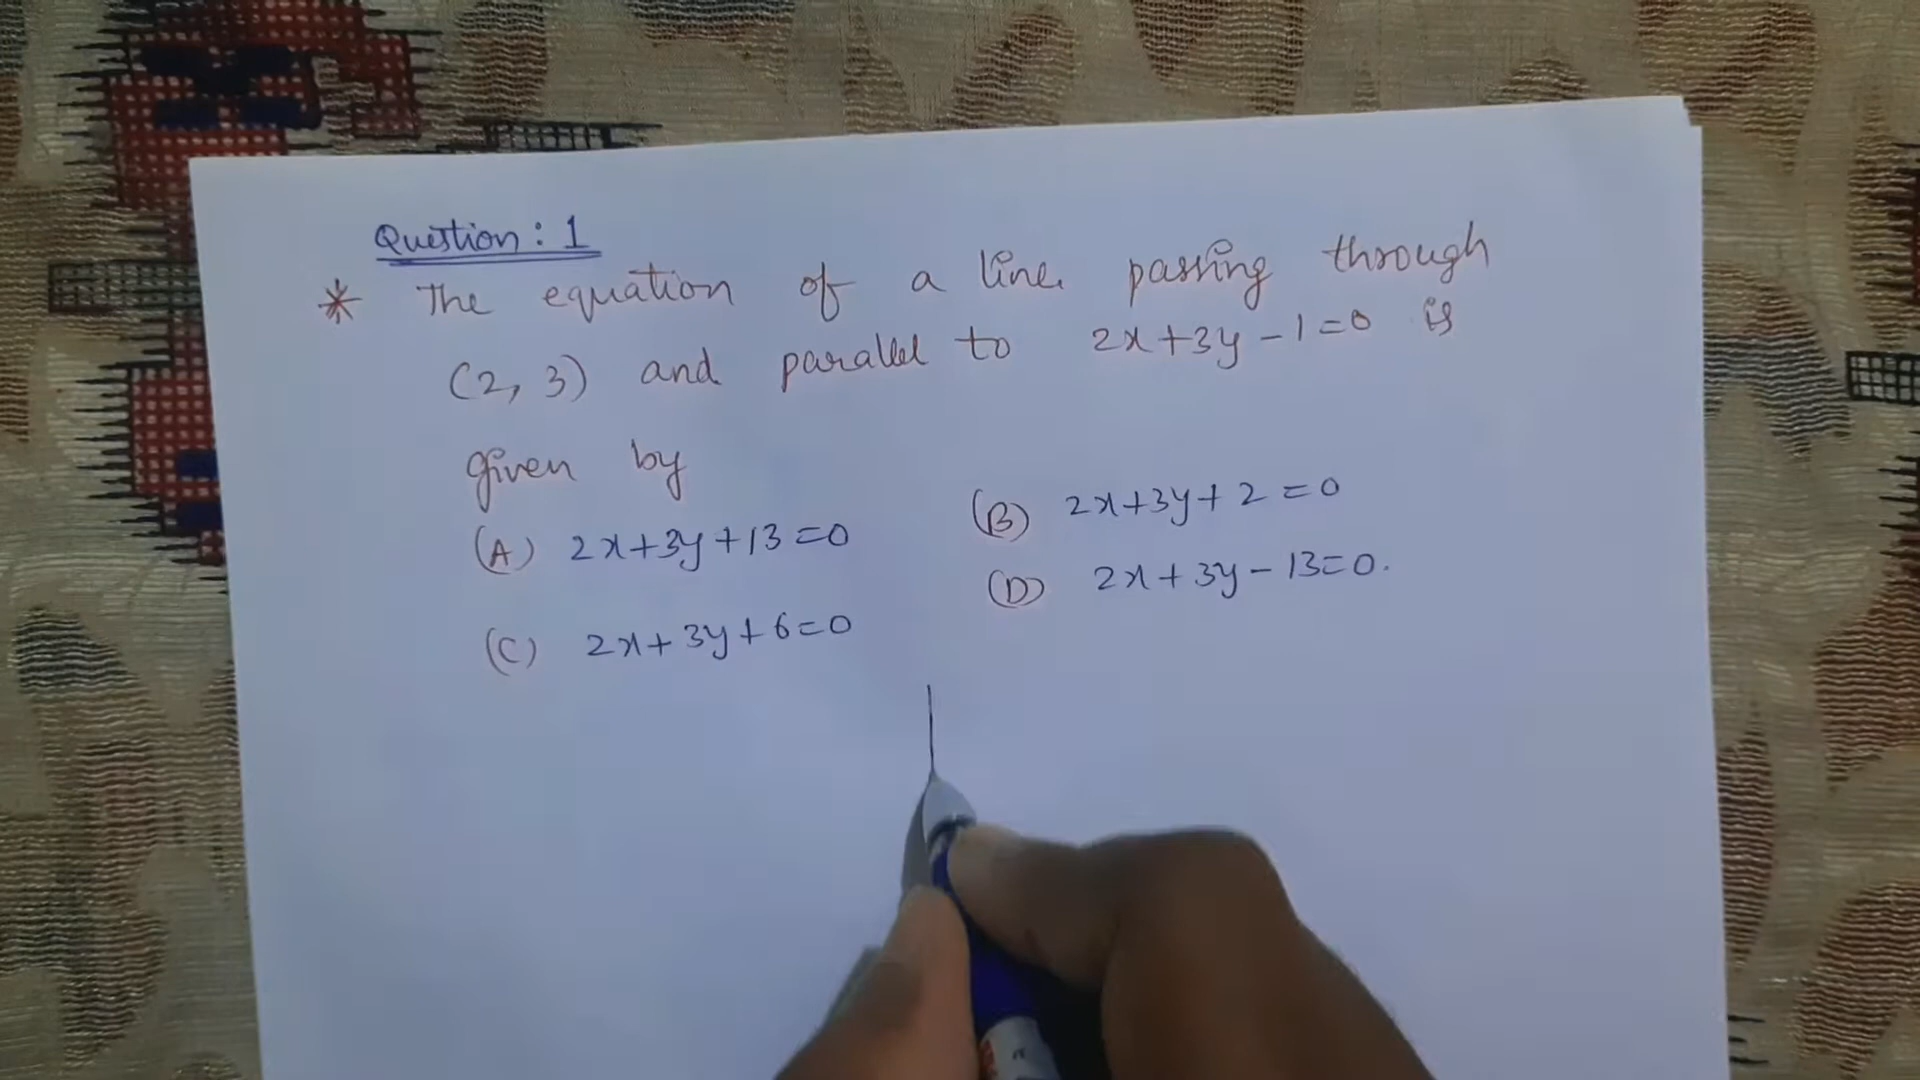 Question : 1
* The equation of a line passing through
(2, 3) and parallel to 2x+3y-1=0 is
given by
(A) 2x+3y+13=0 (B) 2x+3y+2=0
(C) 2x+3y+6=0 (D) 2x+3y-13=0.